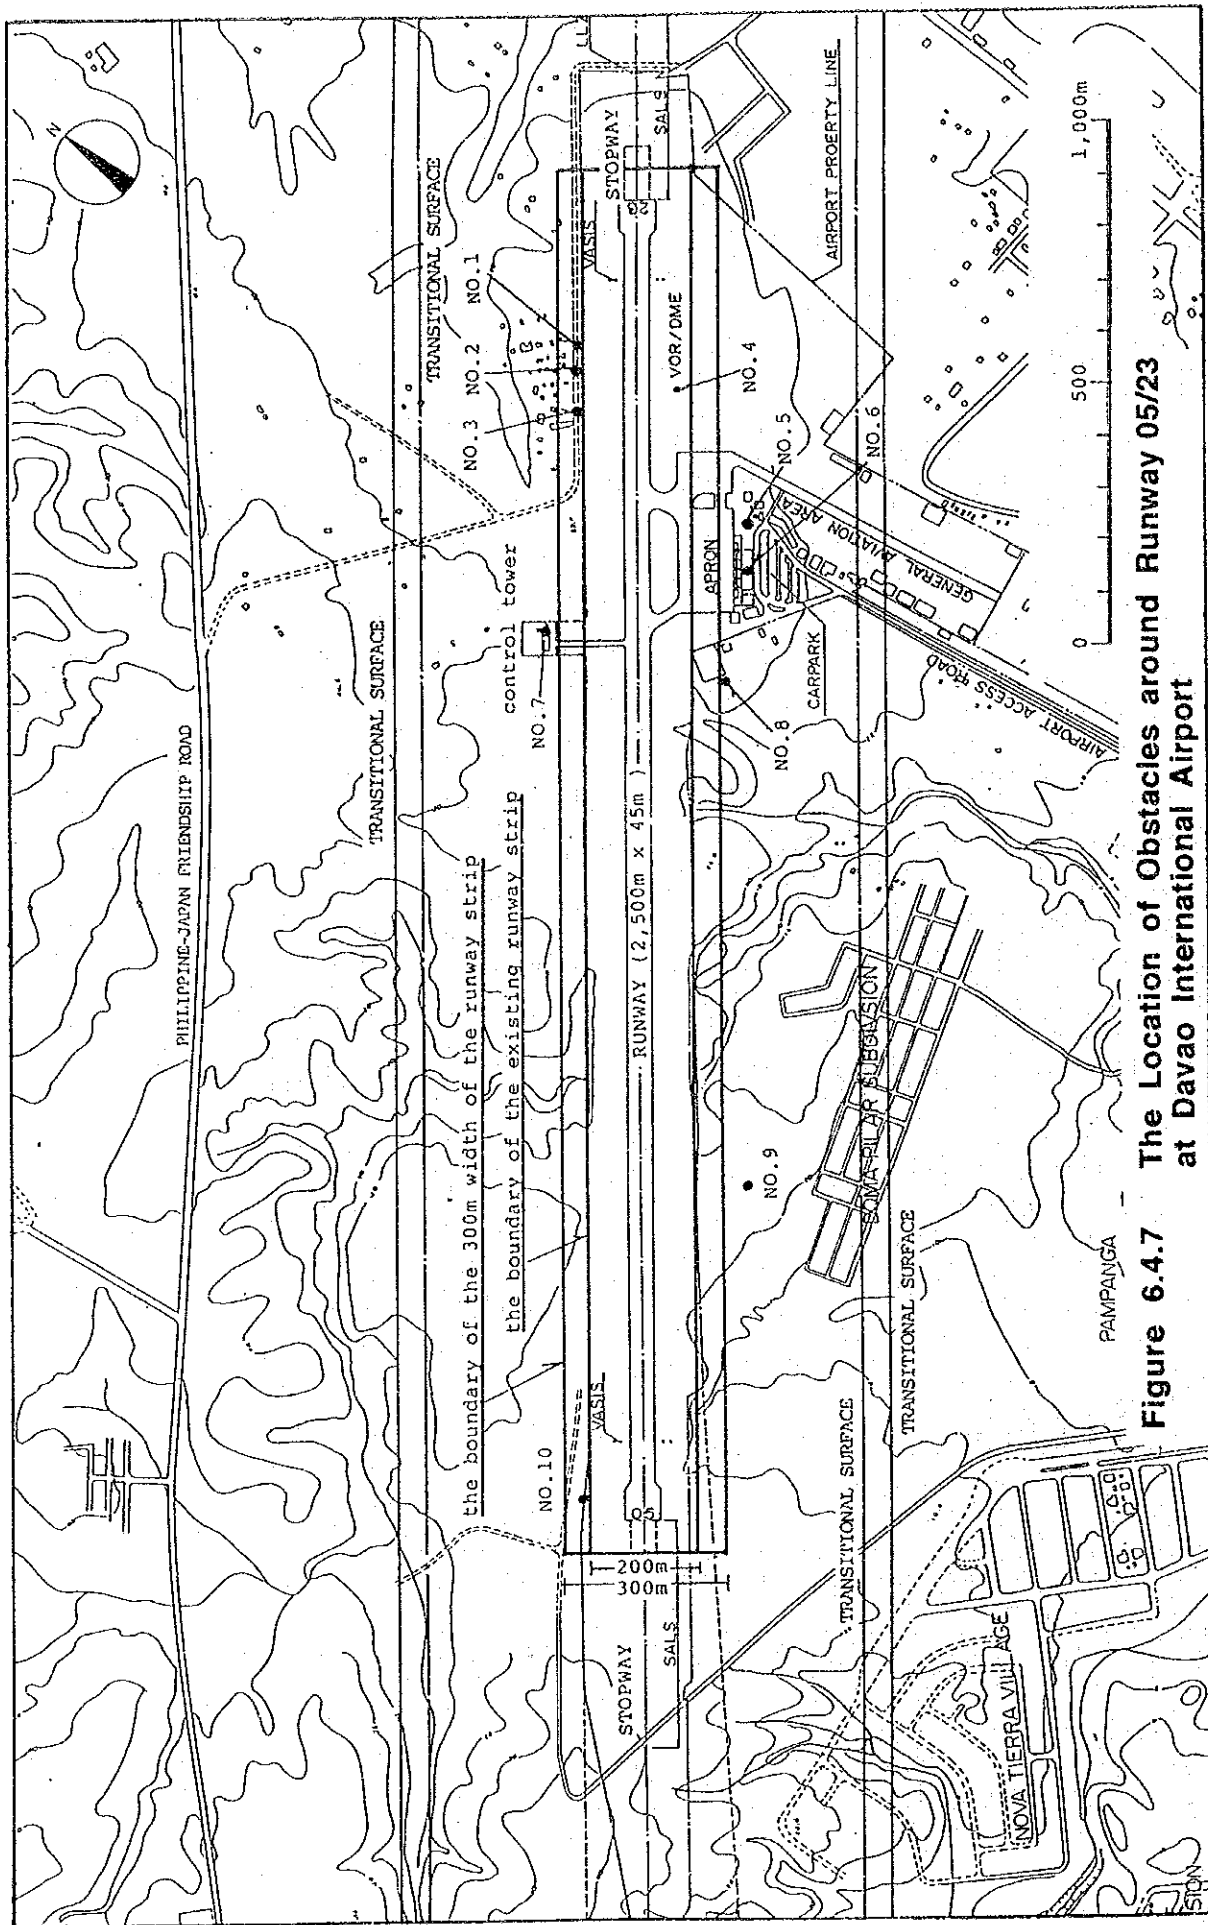 N
PHILIPPINE-JAPAN FRIENDSHIP ROAD
TRANSITIONAL SURFACE
TRANSITIONAL SURFACE
NO.3
NO.2
NO.1
NO.7
control tower
the boundary of the 300m width of the runway strip
the boundary of the existing runway strip
NO.10
VASIS
VASIS
STOPWAY
SALS
LL
23
05
RUNWAY (2,500m x 45m)
200m
300m
STOPWAY
SALS
VOR/DME
NO.4
NO.5
NO.6
APRON
NO.8
CARPARK
GENERAL AVIATION AREA
AIRPORT ACCESS ROAD
AIRPORT PROERTY LINE
NO.9
SUBDIVISION
TRANSITIONAL SURFACE
TRANSITIONAL SURFACE
PAMPANGA
NOVA TIERRA VILLAGE
SION
0
500
1,000m
Figure 6.4.7 The Location of Obstacles around Runway 05/23
at Davao International Airport